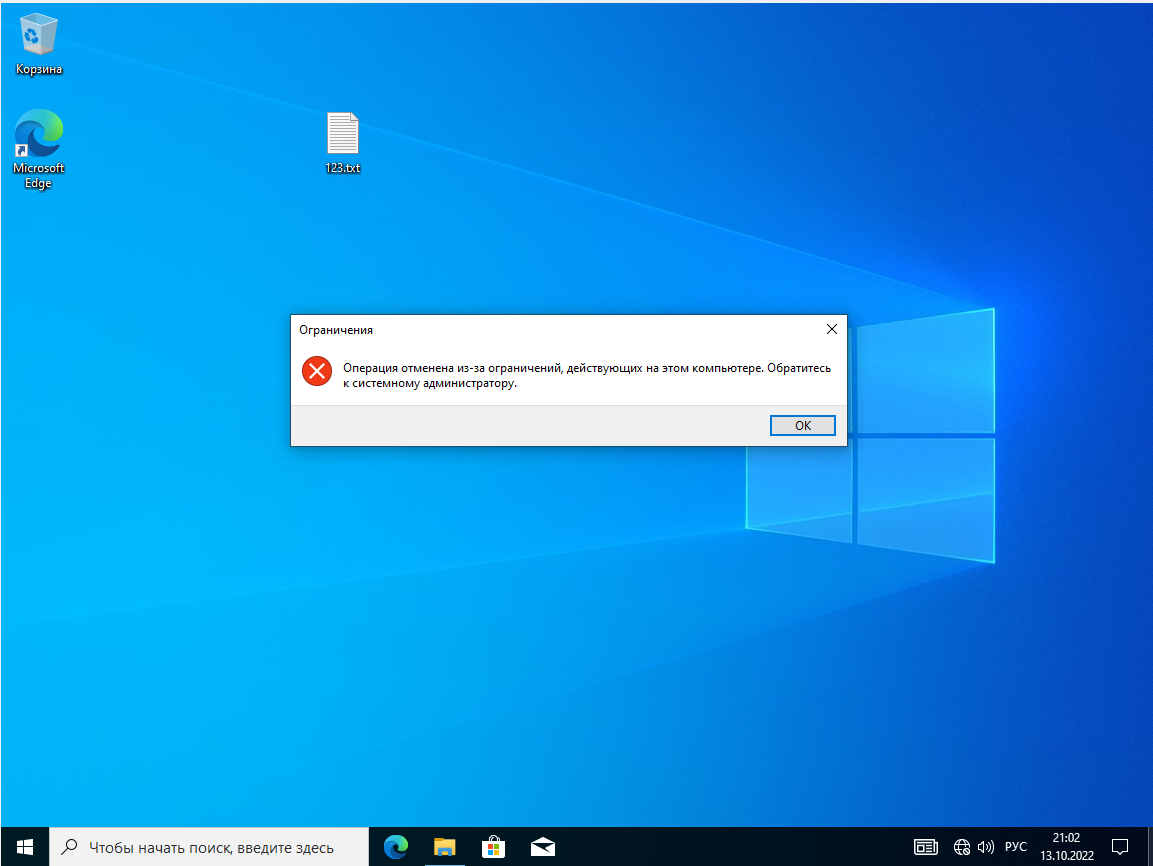 Корзина
Microsoft
Edge
123.txt
Ограничения
Операция отменена из-за ограничений, действующих на этом компьютере. Обратитесь
к системному администратору.
OK
Чтобы начать поиск, введите здесь
РУС
21:02
13.10.2022